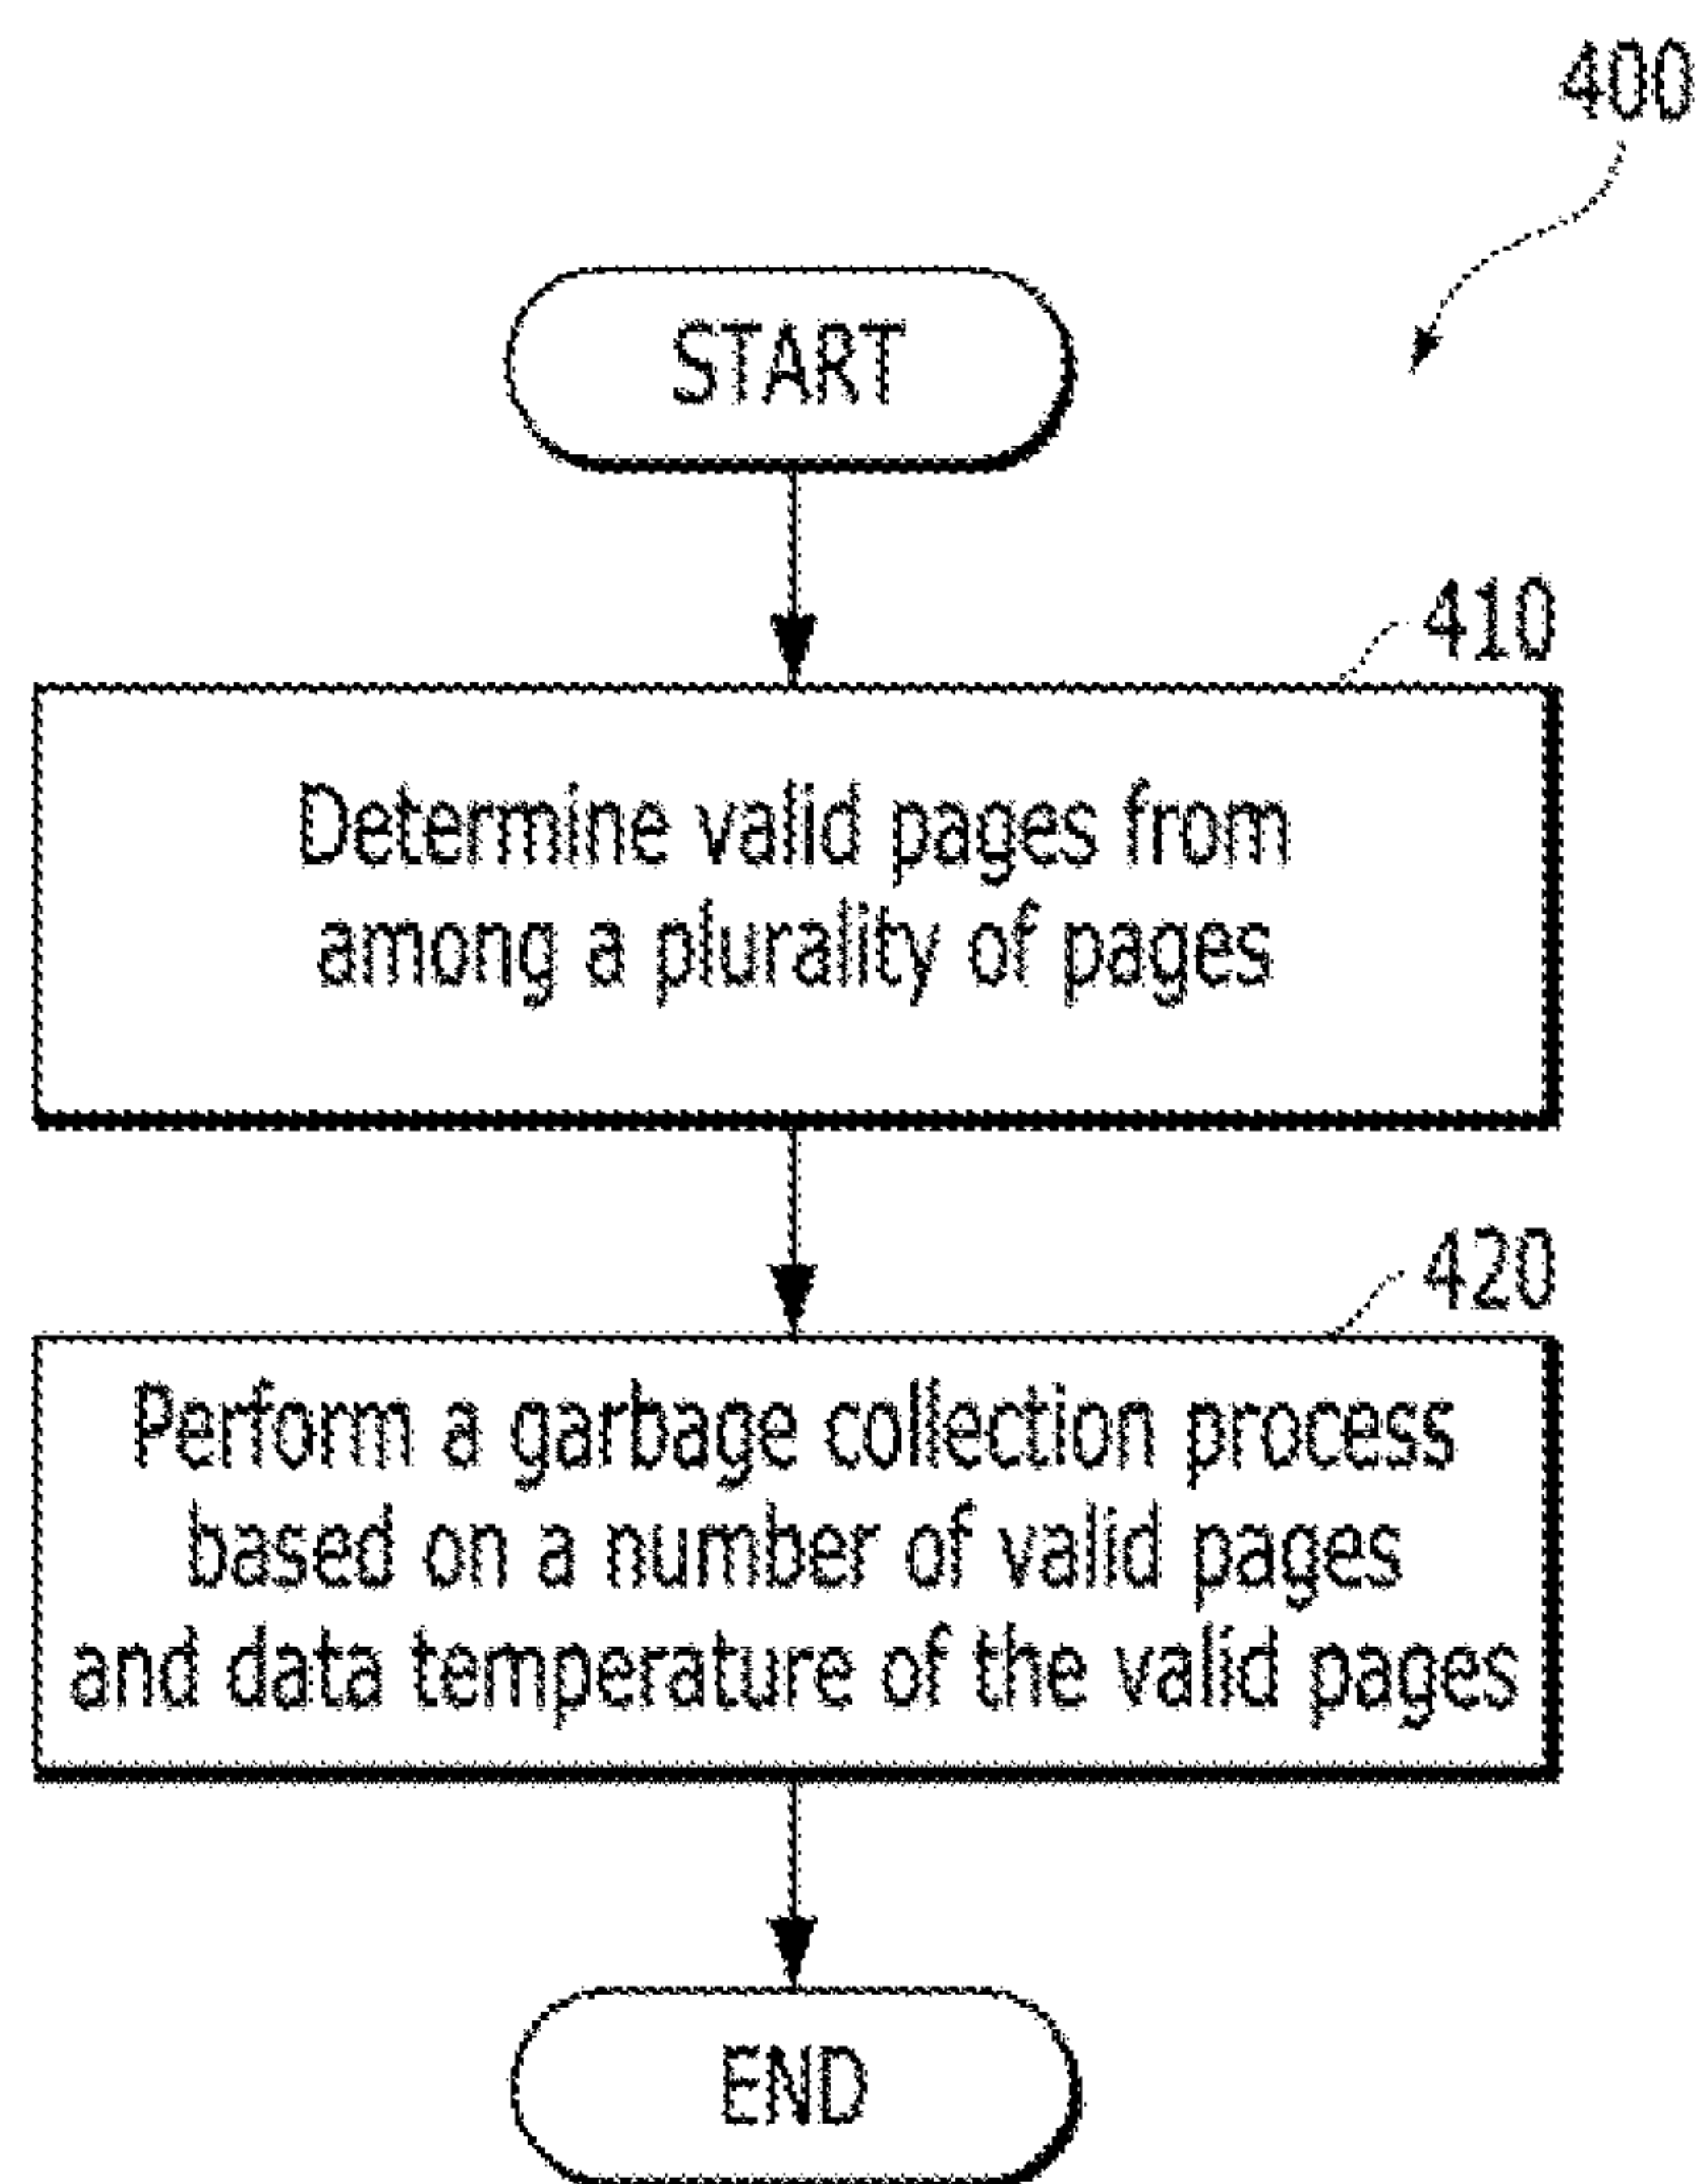 400
START
410
Determine valid pages from
among a plurality of pages
420
Perform a garbage collection process
based on a number of valid pages
and data temperature of the valid pages
END